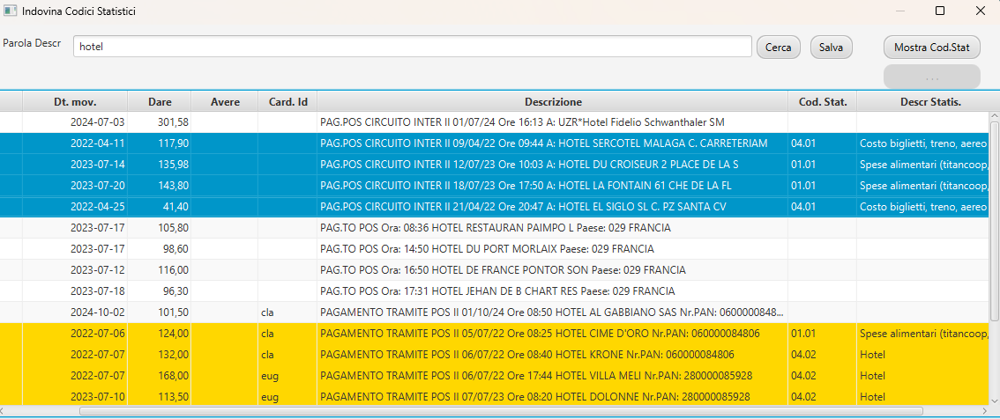 Indovina Codici Statistici
Parola Descr hotel Cerca Salva Mostra Cod.Stat
...
Dt. mov. Dare Avere Card. Id Descrizione Cod. Stat. Descr Statis.
2024-07-03 301,58 PAG.POS CIRCUITO INTER II 01/07/24 Ore 16:13 A: UZR*Hotel Fidelio Schwanthaler SM
2022-04-11 117,90 PAG.POS CIRCUITO INTER II 09/04/22 Ore 09:44 A: HOTEL SERCOTEL MALAGA C. CARRETERIAM 04.01 Costo biglietti, treno, aereo
2023-07-14 135,98 PAG.POS CIRCUITO INTER II 12/07/23 Ore 10:03 A: HOTEL DU CROISEUR 2 PLACE DE LA S 01.01 Spese alimentari (titancoop,
2023-07-20 143,80 PAG.POS CIRCUITO INTER II 18/07/23 Ore 17:50 A: HOTEL LA FONTAIN 61 CHE DE LA FL 01.01 Spese alimentari (titancoop,
2022-04-25 41,40 PAG.POS CIRCUITO INTER II 21/04/22 Ore 20:47 A: HOTEL EL SIGLO SL C. PZ SANTA CV 04.01 Costo biglietti, treno, aereo
2023-07-17 105,80 PAG.TO POS Ora: 08:36 HOTEL RESTAURAN PAIMPO L Paese: 029 FRANCIA
2023-07-17 98,60 PAG.TO POS Ora: 14:50 HOTEL DU PORT MORLAIX Paese: 029 FRANCIA
2023-07-12 116,00 PAG.TO POS Ora: 16:50 HOTEL DE FRANCE PONTOR SON Paese: 029 FRANCIA
2023-07-18 96,30 PAG.TO POS Ora: 17:31 HOTEL JEHAN DE B CHART RES Paese: 029 FRANCIA
2024-10-02 101,50 cla PAGAMENTO TRAMITE POS II 01/10/24 Ore 08:50 HOTEL AL GABBIANO SAS Nr.PAN: 0600000848...
2022-07-06 124,00 cla PAGAMENTO TRAMITE POS II 05/07/22 Ore 08:25 HOTEL CIME D'ORO Nr.PAN: 060000084806 01.01 Spese alimentari (titancoop,
2022-07-07 132,00 cla PAGAMENTO TRAMITE POS II 06/07/22 Ore 08:40 HOTEL KRONE Nr.PAN: 060000084806 04.02 Hotel
2022-07-07 168,00 eug PAGAMENTO TRAMITE POS II 06/07/22 Ore 17:44 HOTEL VILLA MELI Nr.PAN: 280000085928 04.02 Hotel
2023-07-10 113,50 eug PAGAMENTO TRAMITE POS II 07/07/23 Ore 08:20 HOTEL DOLONNE Nr.PAN: 280000085928 04.02 Hotel